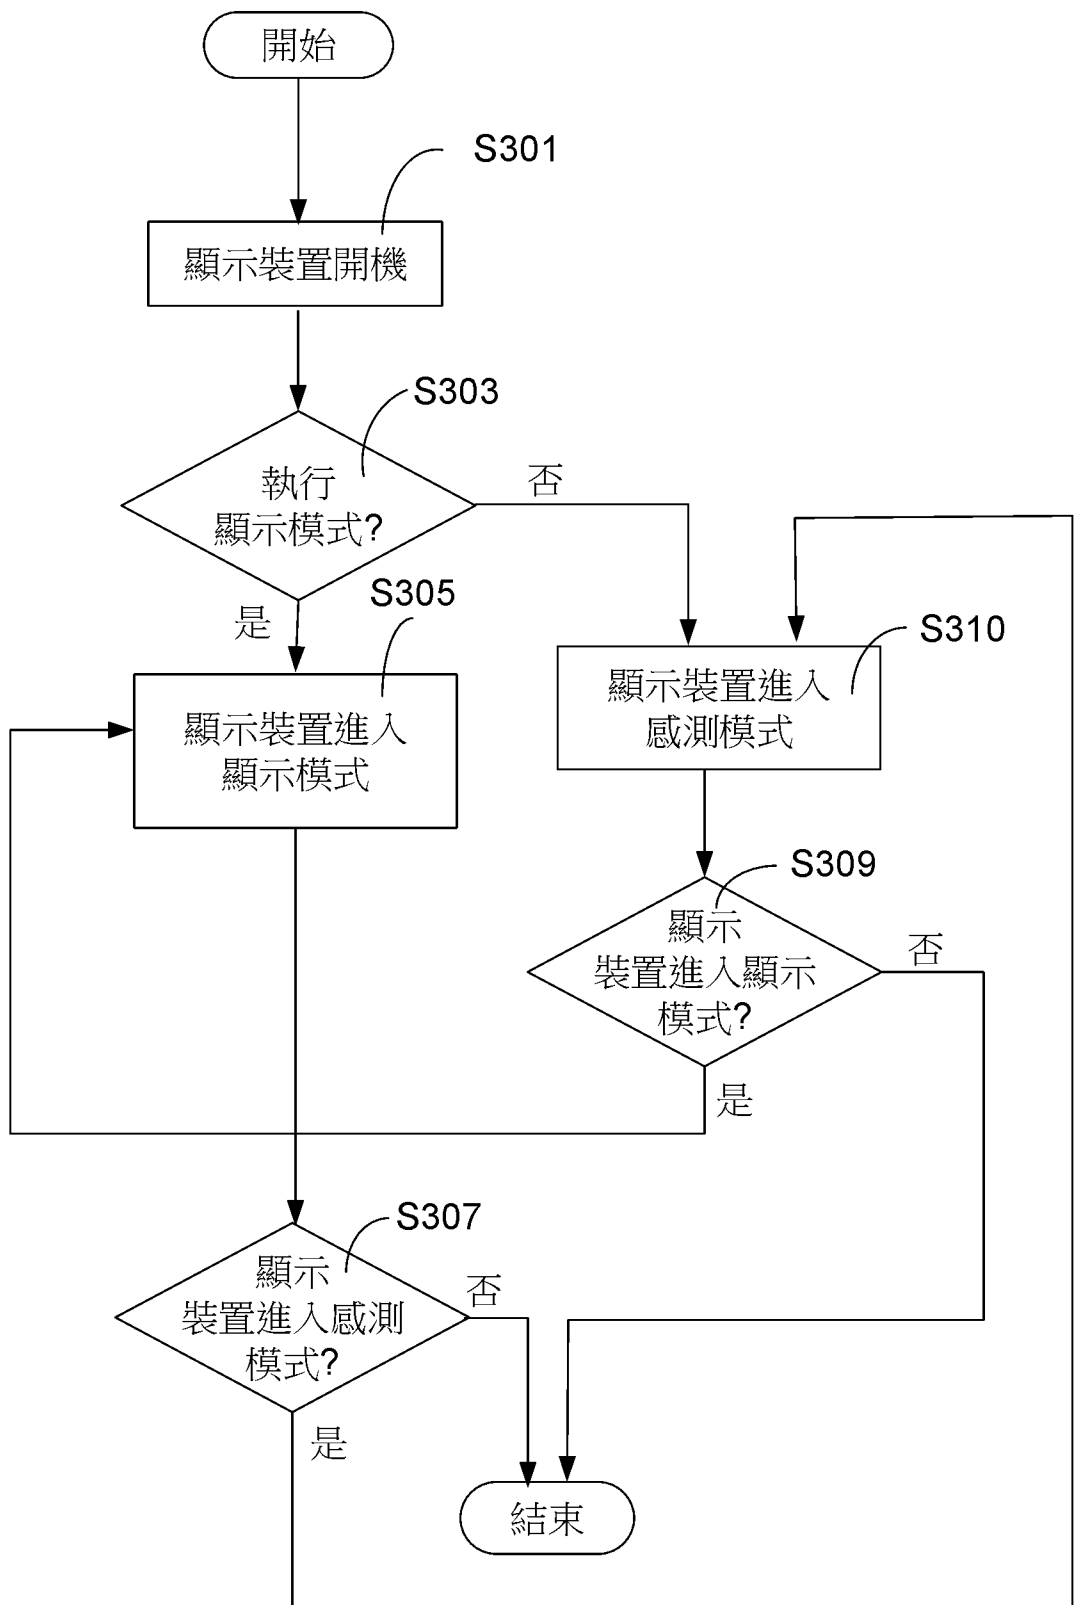 開始
S301
顯示裝置開機
S303
執行
顯示模式?
否
是
S305
顯示裝置進入
顯示模式
S310
顯示裝置進入
感測模式
S309
顯示
裝置進入顯示
模式?
否
是
S307
顯示
裝置進入感測
模式?
否
是
結束